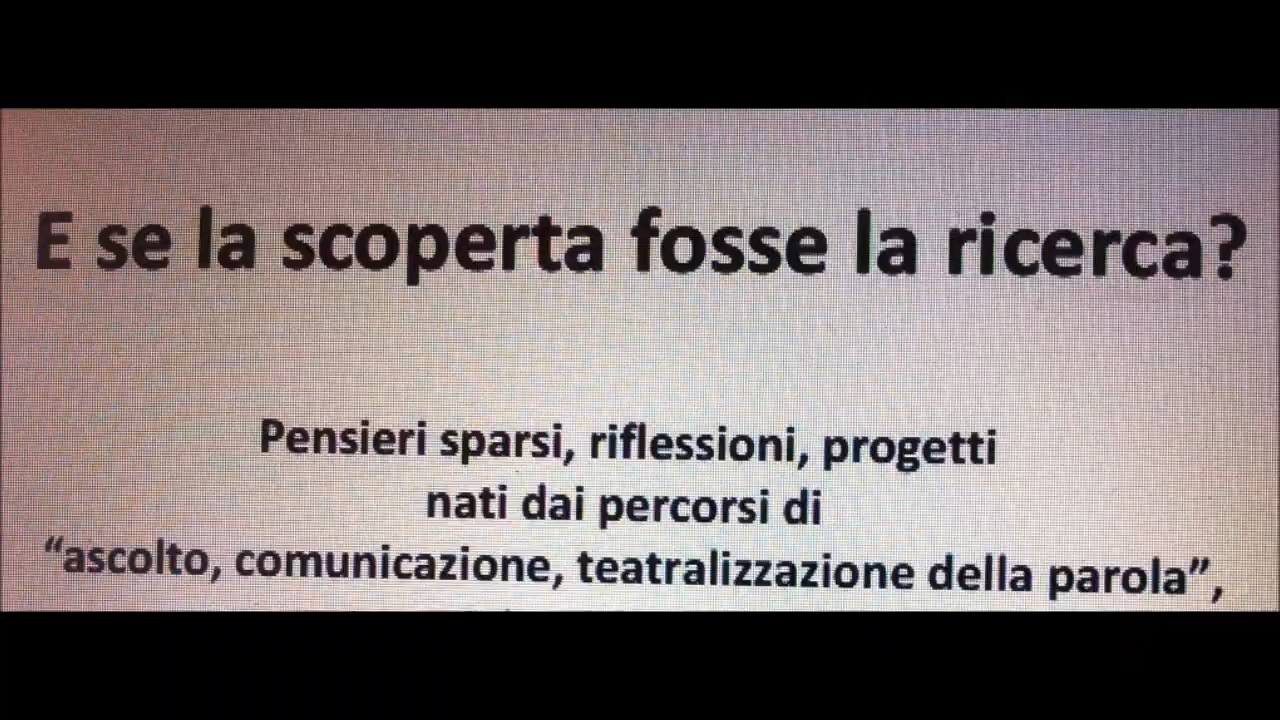 E se la scoperta fosse la ricerca?
Pensieri sparsi, riflessioni, progetti
nati dai percorsi di
“ascolto, comunicazione, teatralizzazione della parola”,